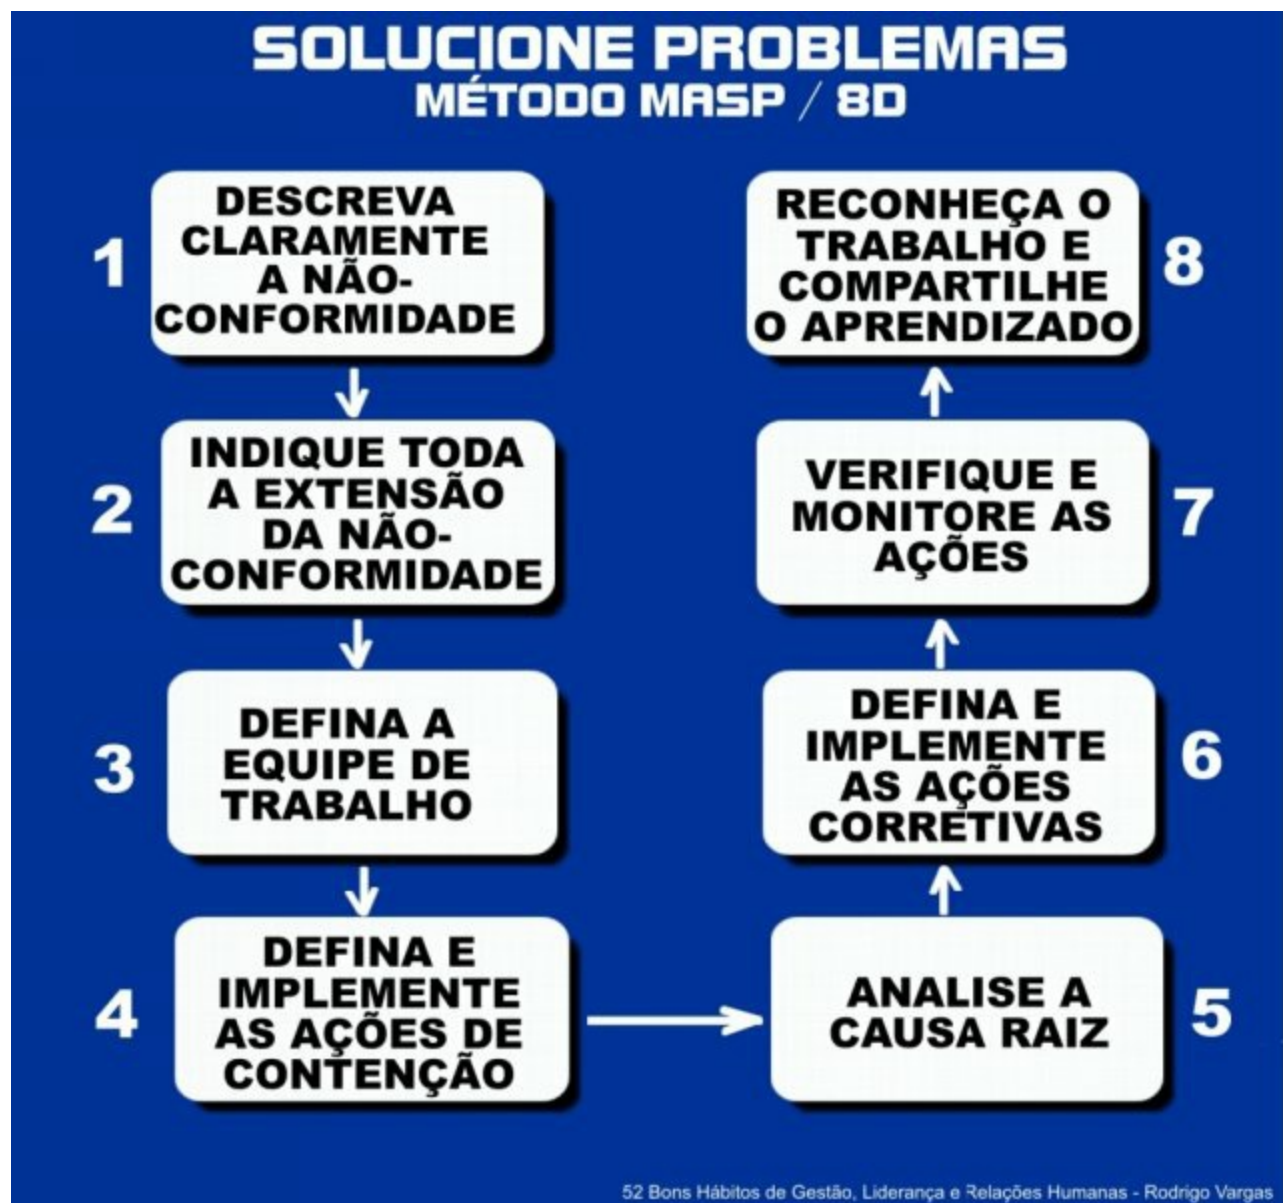 SOLUCIONE PROBLEMAS
MÉTODO MASP / 8D
1
DESCREVA
CLARAMENTE
A NÃO-
CONFORMIDADE
2
INDIQUE TODA
A EXTENSÃO
DA NÃO-
CONFORMIDADE
3
DEFINA A
EQUIPE DE
TRABALHO
4
DEFINA E
IMPLEMENTE
AS AÇÕES DE
CONTENÇÃO
5
ANALISE A
CAUSA RAIZ
6
DEFINA E
IMPLEMENTE
AS AÇÕES
CORRETIVAS
7
VERIFIQUE E
MONITORE AS
AÇÕES
8
RECONHEÇA O
TRABALHO E
COMPARTILHE
O APRENDIZADO
52 Bons Hábitos de Gestão, Liderança e Relações Humanas - Rodrigo Vargas